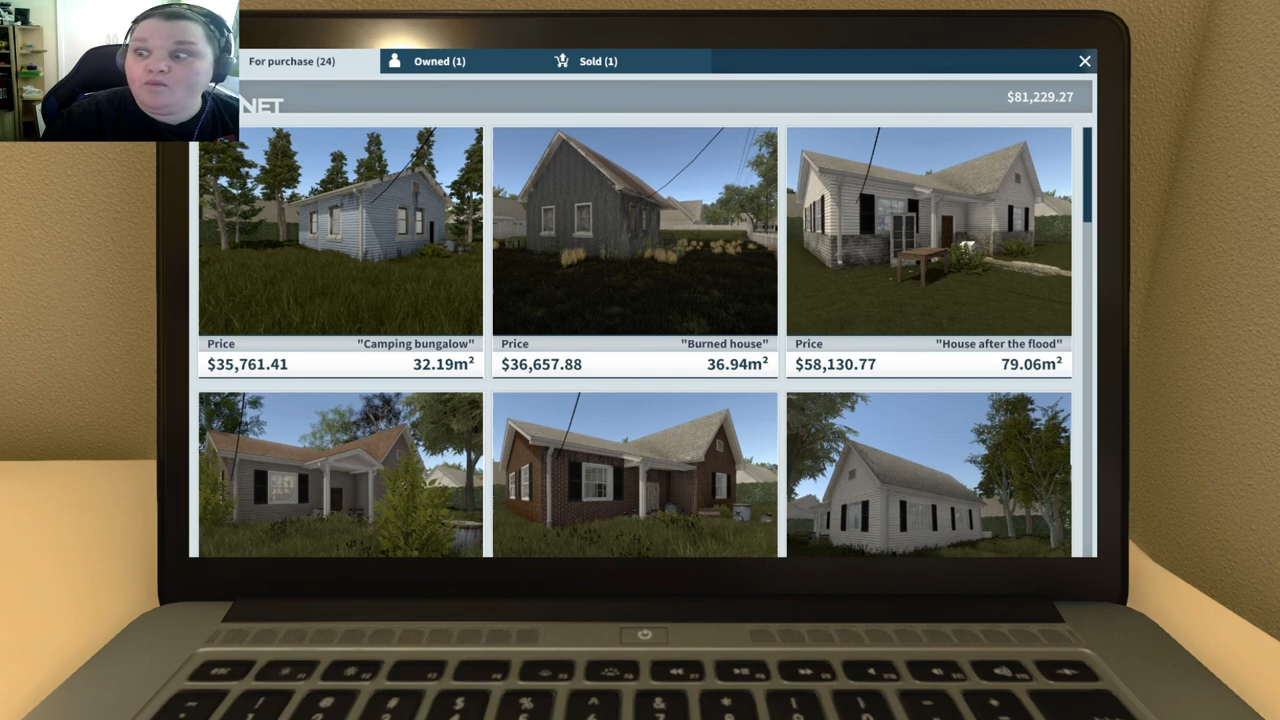 For purchase (24)
Owned (1)
Sold (1)
NET
$81,229.27
Price "Camping bungalow"
$35,761.41 32.19m²
Price "Burned house"
$36,657.88 36.94m²
Price "House after the flood"
$58,130.77 79.06m²